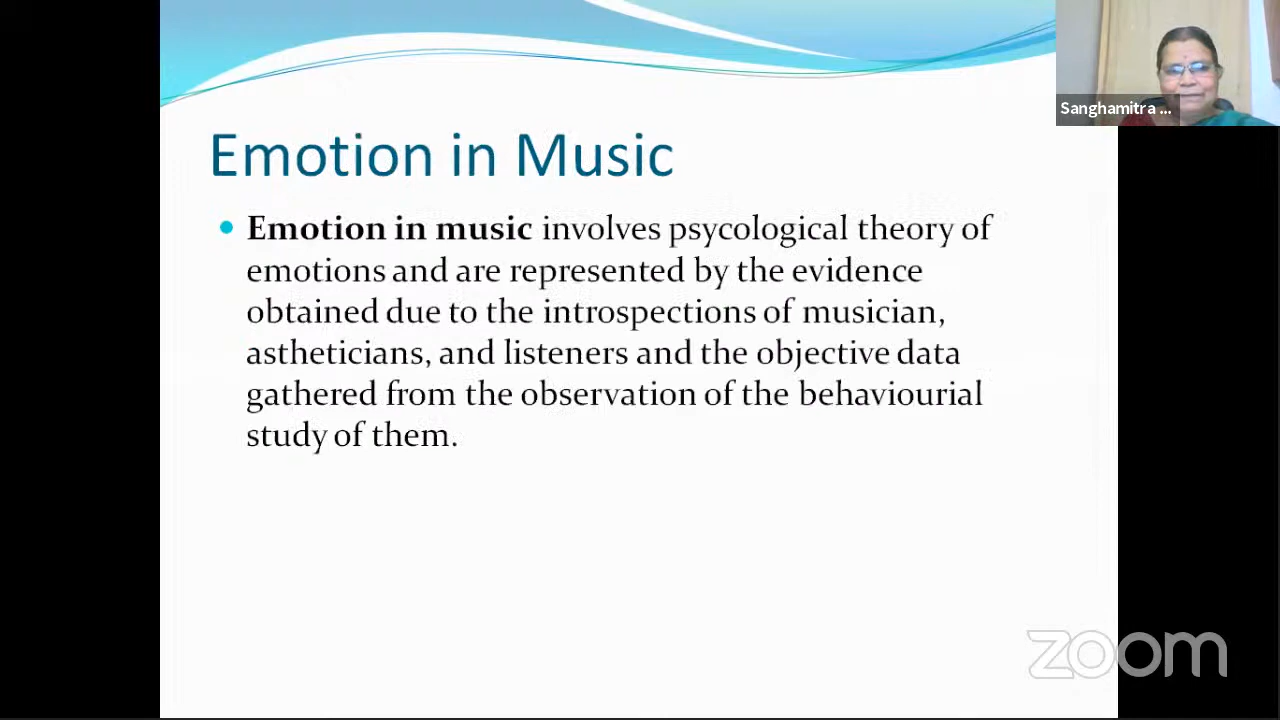 Sanghamitra ...
Emotion in Music
Emotion in music involves psycological theory of
emotions and are represented by the evidence
obtained due to the introspections of musician,
astheticians, and listeners and the objective data
gathered from the observation of the behaviourial
study of them.
zoom